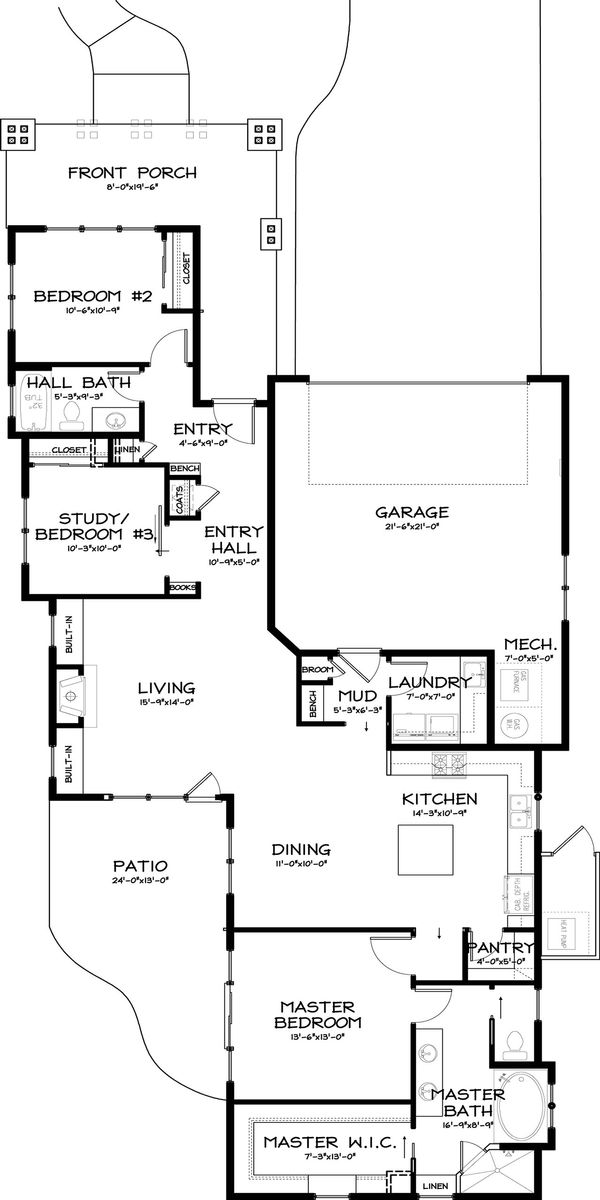 FRONT PORCH
8'-0"x19'-6"
BEDROOM #2
10'-6"x10'-9"
CLOSET
HALL BATH
5'-3"x9'-3"
32"
TUB
ENTRY
4'-6"x9'-0"
CLOSET
LINEN
BENCH
COATS
STUDY/
BEDROOM #3
10'-3"x10'-0"
ENTRY
HALL
10'-9"x5'-0"
BOOKS
GARAGE
21'-6"x21'-0"
MECH.
7'-0"x5'-0"
GAS
FURNACE
GAS
W.H.
BUILT-IN
LIVING
15'-9"x14'-0"
BUILT-IN
BROOM
BENCH
MUD
5'-3"x6'-3"
LAUNDRY
7'-0"x7'-0"
KITCHEN
14'-3"x10'-9"
DINING
11'-0"x10'-0"
CAB. DEPTH
REFRIG.
PATIO
24'-0"x13'-0"
HEAT PUMP
PANTRY
4'-0"x5'-0"
MASTER
BEDROOM
13'-6"x13'-0"
MASTER
BATH
16'-9"x8'-9"
MASTER W.I.C.
7'-3"x13'-0"
LINEN